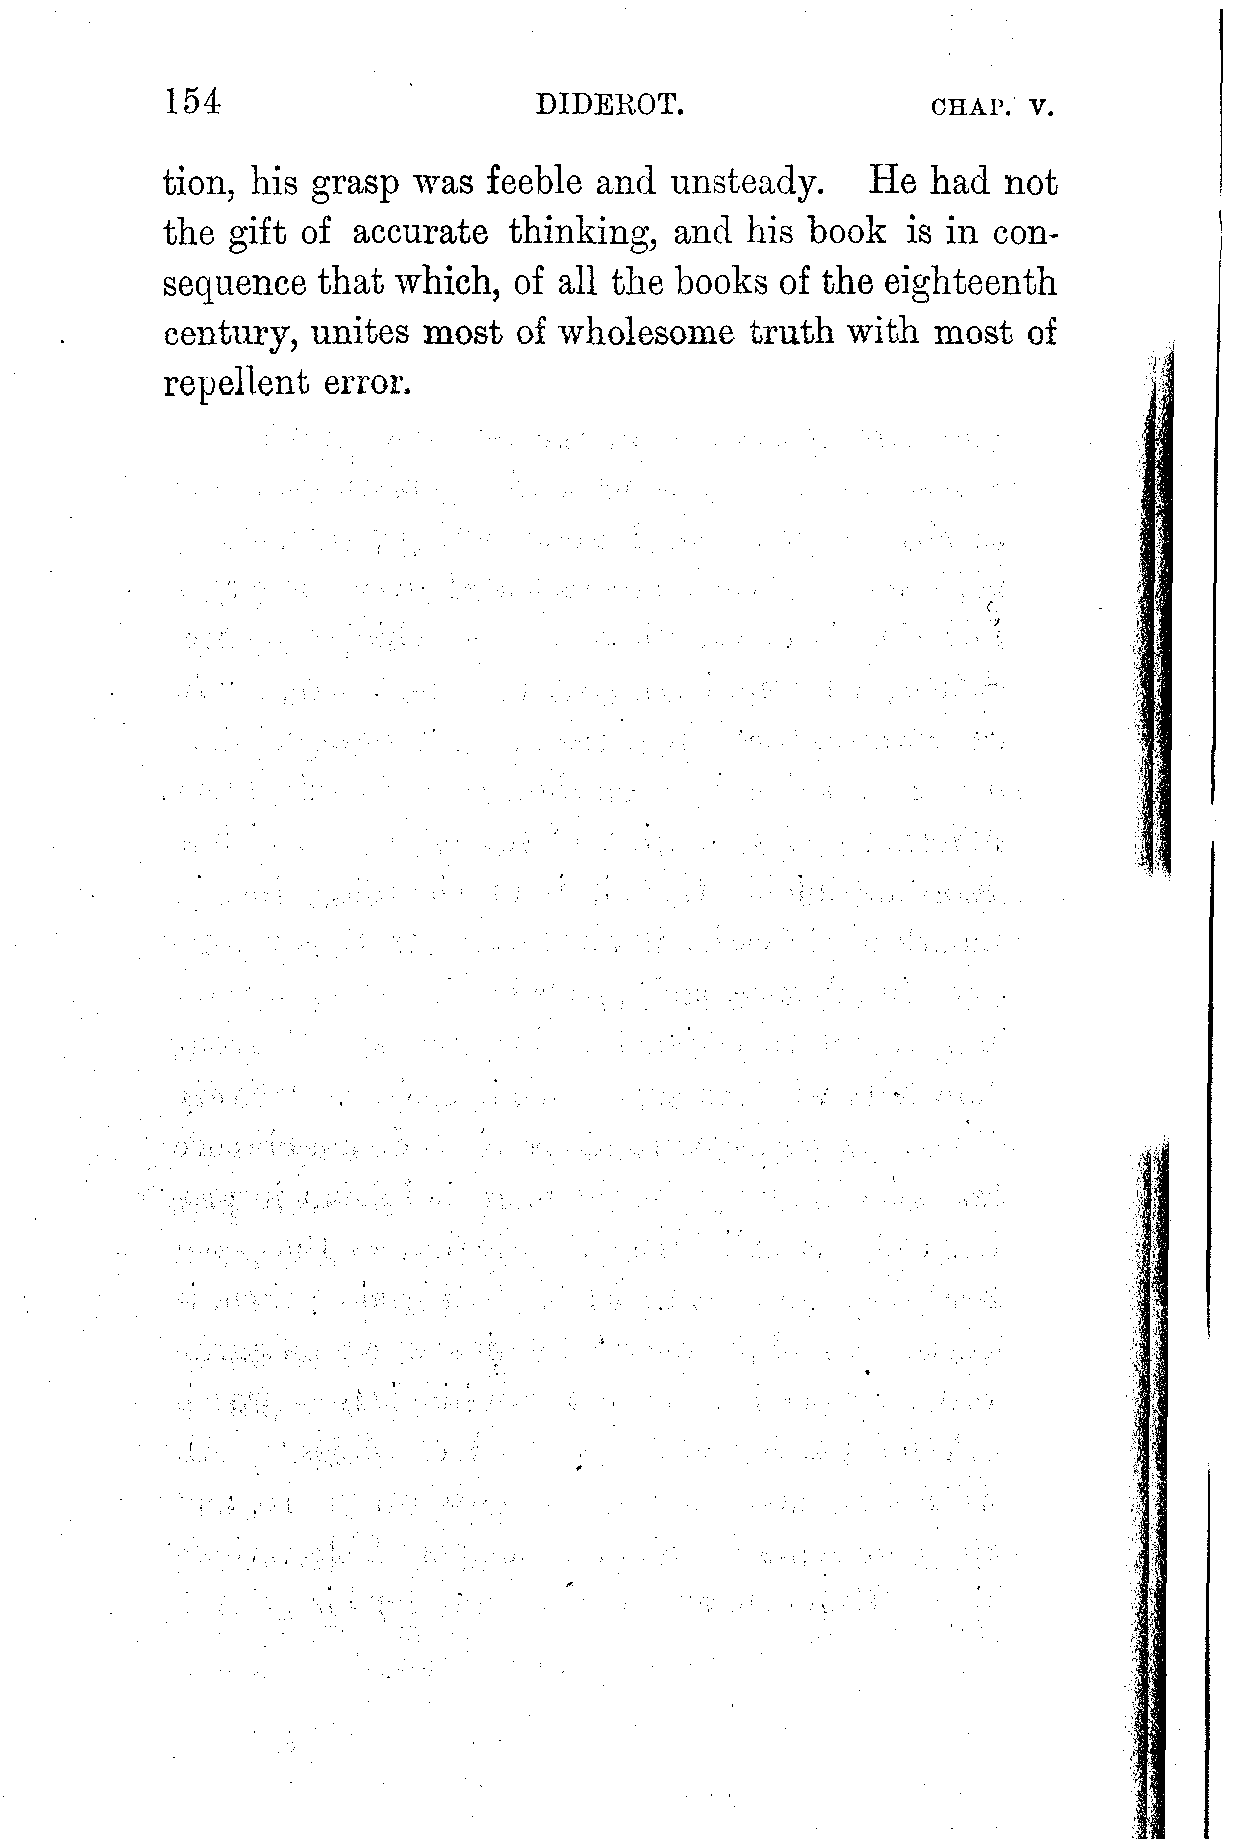 154 DIDEROT. CHAP. V.
tion, his grasp was feeble and unsteady. He had not
the gift of accurate thinking, and his book is in con-
sequence that which, of all the books of the eighteenth
century, unites most of wholesome truth with most of
repellent error.